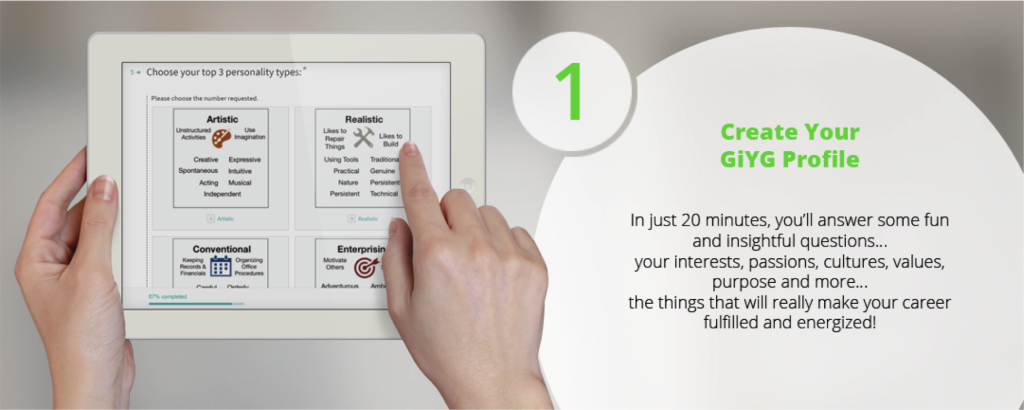 5 → Choose your top 3 personality types: *
Please choose the number requested.
Artistic
Unstructured Activities
Use Imagination
Creative Expressive
Spontaneous Intuitive
Acting Musical
Independent
A Artistic
Realistic
Likes to Repair Things
Likes to Build
Using Tools
Practical Genuine
Nature Persistent
Persistent Technical
Realistic
Conventional
Keeping Records & Financials
Organizing Office Procedures
Careful Orderly
Motivate Others
Adventurous
67% completed
1
Create Your
GiYG Profile
In just 20 minutes, you'll answer some fun
and insightful questions...
your interests, passions, cultures, values,
purpose and more...
the things that will really make your career
fulfilled and energized!